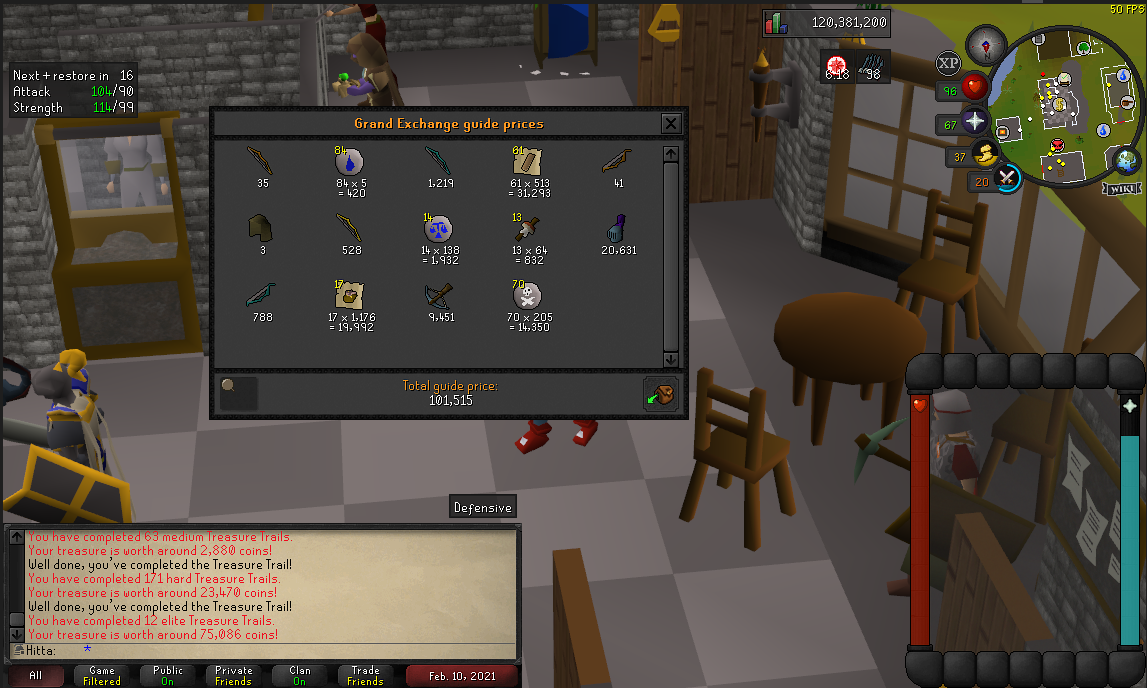 50 FPS
120,381,200
Next + restore in 16
Attack 104/90
Strength 114/99
6.18 98
XP
96
67
37
20
WIKI
N
Grand Exchange guide prices
84 61
35 84 x 5 = 420 1,219 61 x 513 = 31,293 41
14 13
3 528 14 x 138 = 1,932 13 x 64 = 832 20,631
17 70
788 17 x 1,176 = 19,992 9,451 70 x 205 = 14,350
Total guide price:
101,515
Defensive
You have completed 63 medium Treasure Trails.
Your treasure is worth around 2,880 coins!
Well done, you've completed the Treasure Trail!
You have completed 171 hard Treasure Trails.
Your treasure is worth around 23,470 coins!
Well done, you've completed the Treasure Trail!
You have completed 12 elite Treasure Trails.
Your treasure is worth around 75,086 coins!
Hitta: *
All Game Filtered Public On Private Friends Clan On Trade Friends Feb. 10, 2021